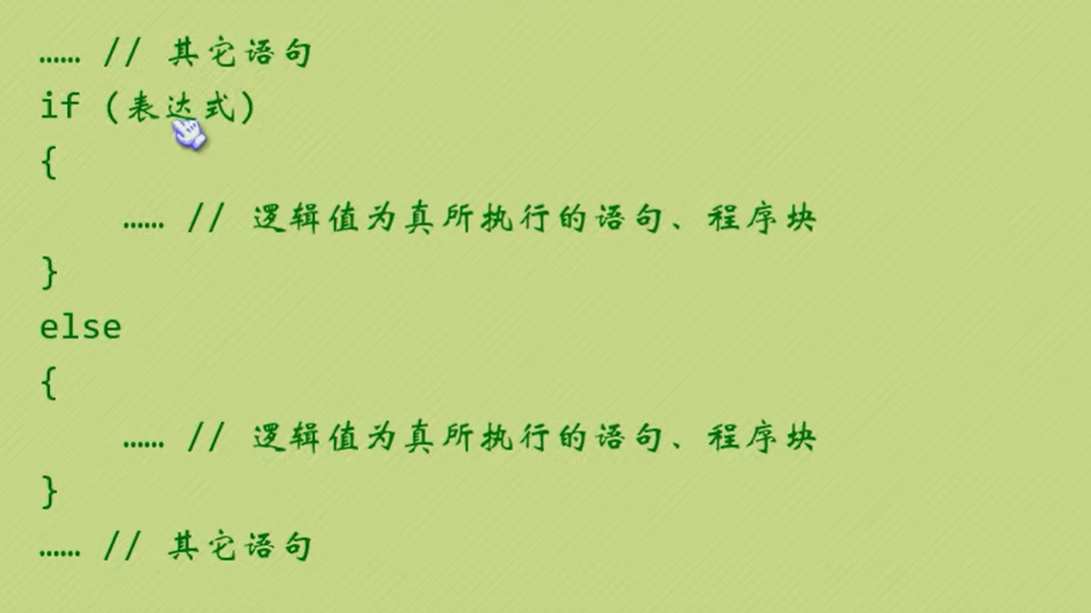 …… // 其它语句
if (表达式)
{
    …… // 逻辑值为真所执行的语句、程序块
}
else
{
    …… // 逻辑值为真所执行的语句、程序块
}
…… // 其它语句